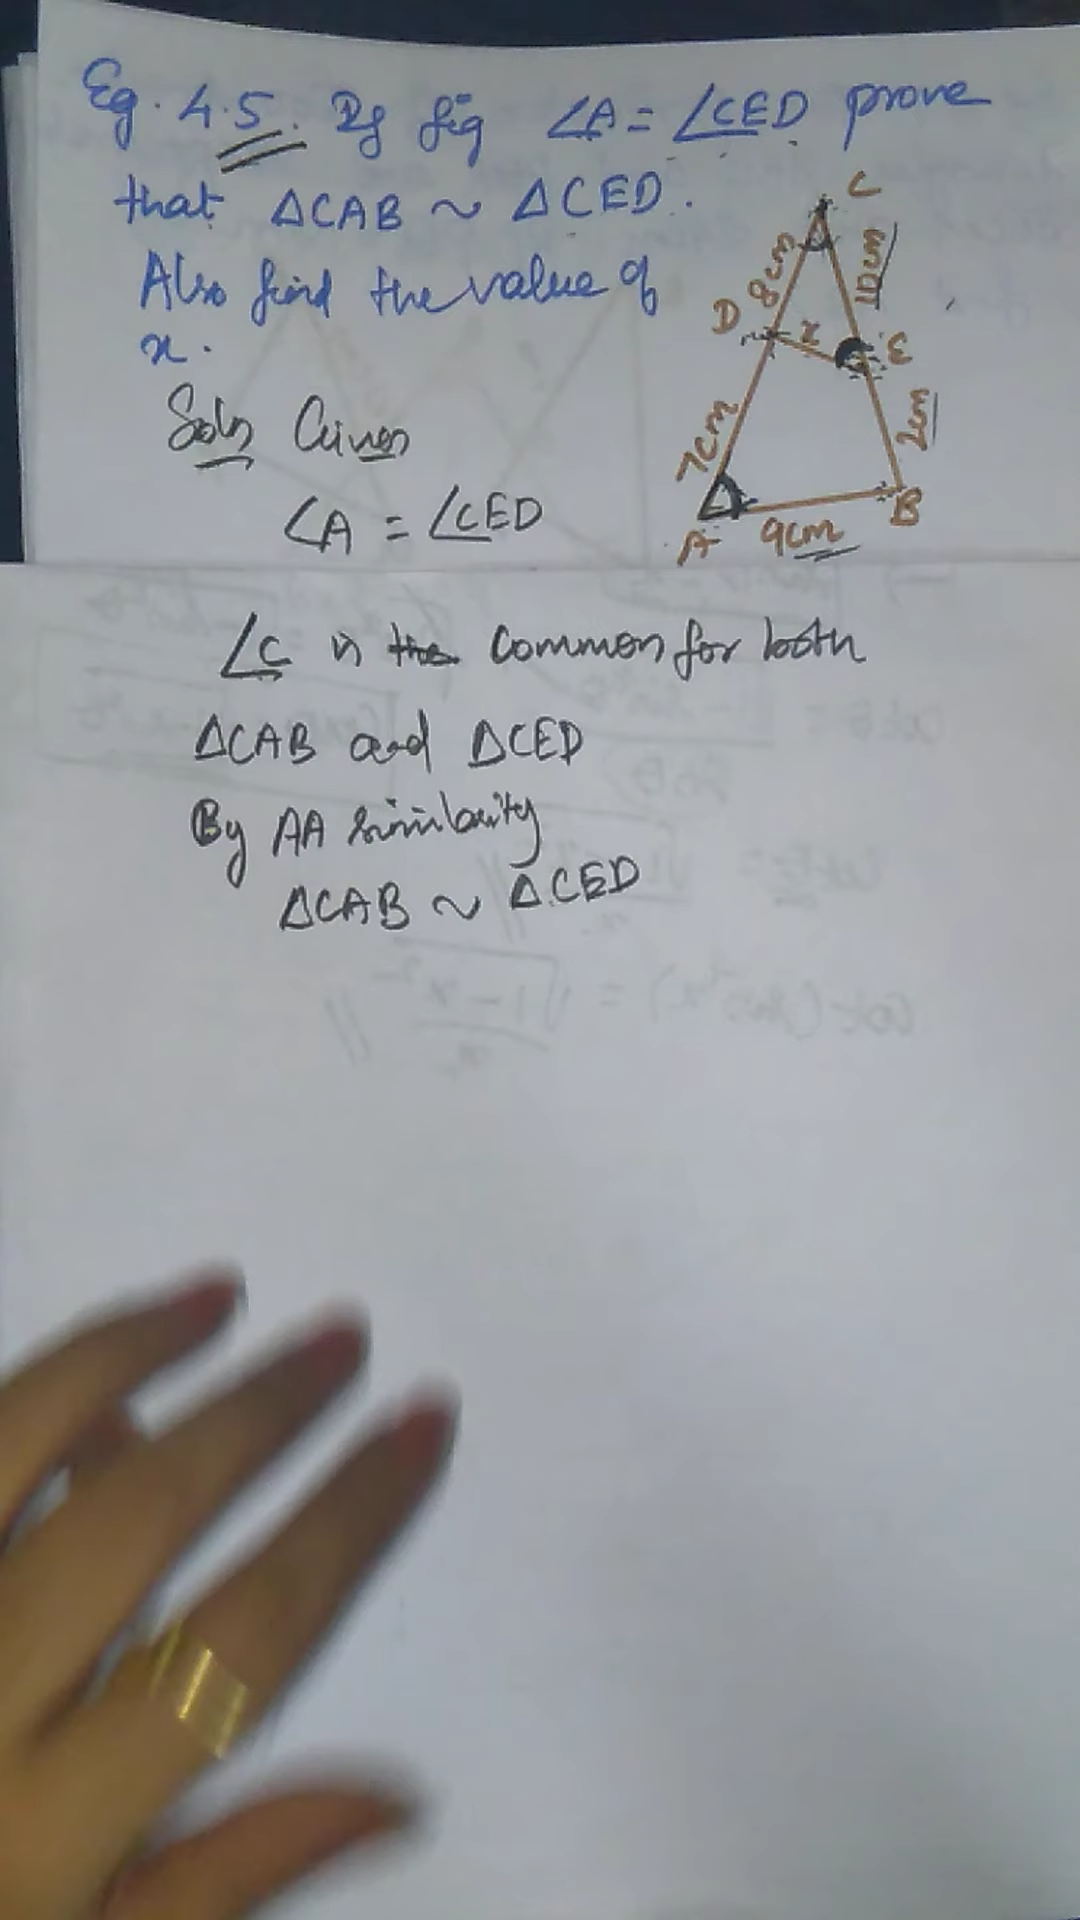 Eg. 4.5. If fig ∠A = ∠CED prove
that ΔCAB ~ ΔCED.
Also find the value of
x.
C
8cm
10cm
D
x
E
7cm
2cm
A
9cm
B
Soln Given
∠A = ∠CED
∠C is the common for both
ΔCAB and ΔCED
By AA similarity
ΔCAB ~ ΔCED